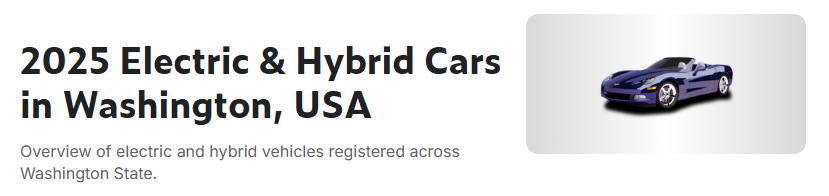 2025 Electric & Hybrid Cars
in Washington, USA
Overview of electric and hybrid vehicles registered across
Washington State.